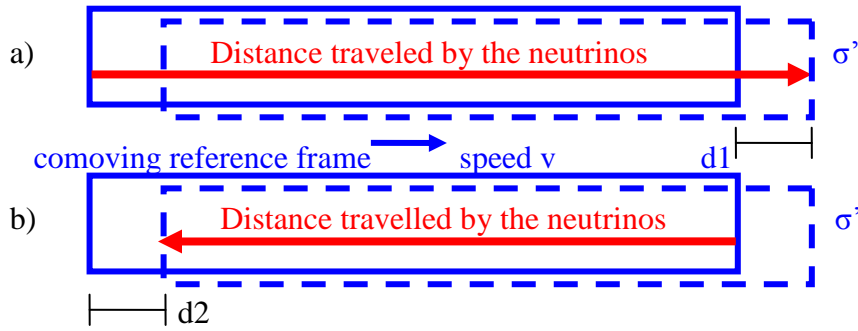 a) Distance traveled by the neutrinos σ’
comoving reference frame speed v d1
b) Distance travelled by the neutrinos σ’
d2